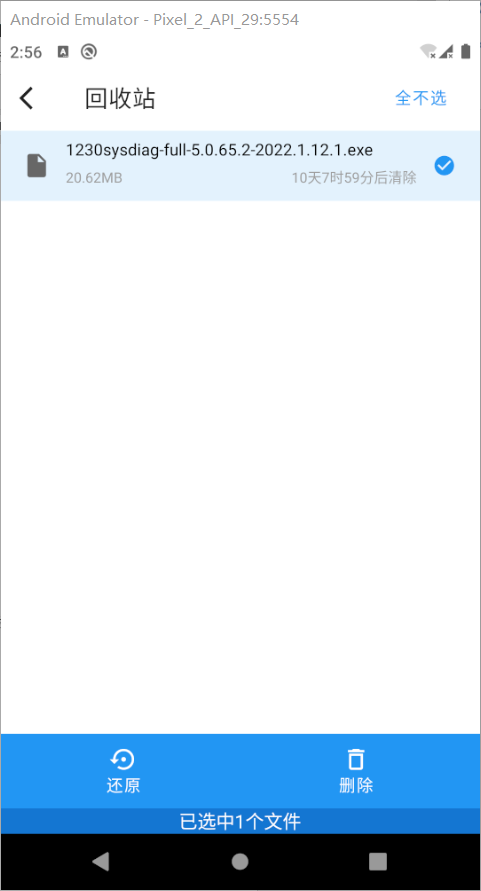 Android Emulator - Pixel_2_API_29:5554
2:56
回收站
全不选
1230sysdiag-full-5.0.65.2-2022.1.12.1.exe
20.62MB
10天7时59分后清除
还原
删除
已选中1个文件